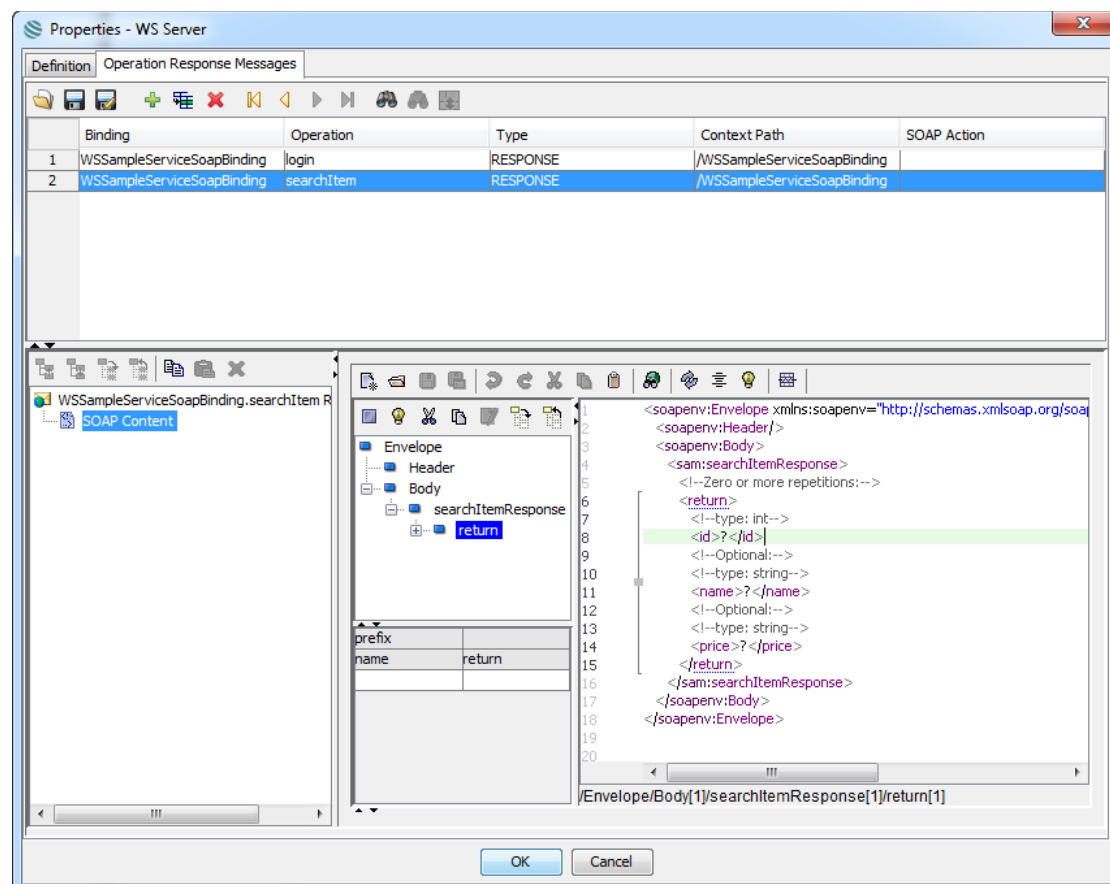 Properties - WS Server
Definition Operation Response Messages
Binding Operation Type Context Path SOAP Action
1 WSSampleServiceSoapBinding login RESPONSE /WSSampleServiceSoapBinding
2 WSSampleServiceSoapBinding searchItem RESPONSE /WSSampleServiceSoapBinding
WSSampleServiceSoapBinding.searchItem R
SOAP Content
Envelope
Header
Body
searchItemResponse
return
prefix
name return
1 <soapenv:Envelope xmlns:soapenv="http://schemas.xmlsoap.org/soap
2 <soapenv:Header/>
3 <soapenv:Body>
4 <sam:searchItemResponse>
5 <!--Zero or more repetitions:-->
6 <return>
7 <!--type: int-->
8 <id>?</id>
9 <!--Optional:-->
10 <!--type: string-->
11 <name>?</name>
12 <!--Optional:-->
13 <!--type: string-->
14 <price>?</price>
15 </return>
16 </sam:searchItemResponse>
17 </soapenv:Body>
18 </soapenv:Envelope>
19
20
/Envelope/Body[1]/searchItemResponse[1]/return[1]
OK Cancel